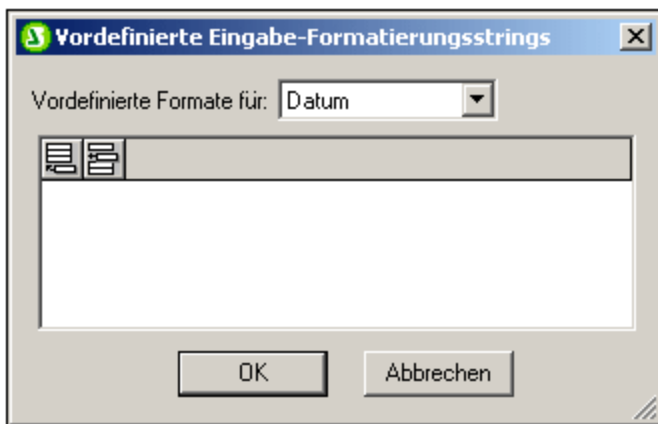 Vordefinierte Eingabe-Formatierungsstrings
Vordefinierte Formate für: Datum
OK Abbrechen